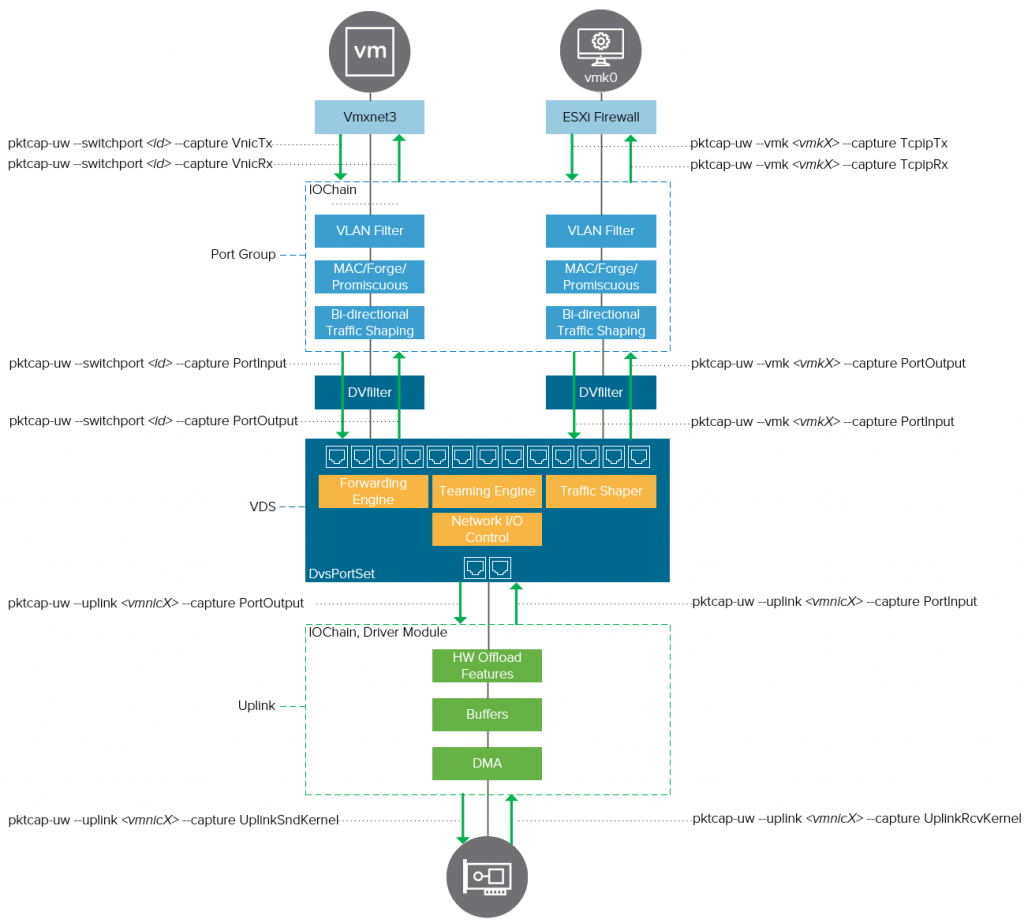 vm
vmk0
Vmxnet3
ESXi Firewall
pktcap-uw --switchport <id> --capture VnicTx
pktcap-uw --vmk <vmkX> --capture TcpipTx
pktcap-uw --switchport <id> --capture VnicRx
pktcap-uw --vmk <vmkX> --capture TcpipRx
IOChain
VLAN Filter
VLAN Filter
Port Group
MAC/Forge/
Promiscuous
MAC/Forge/
Promiscuous
Bi-directional
Traffic Shaping
Bi-directional
Traffic Shaping
pktcap-uw --switchport <id> --capture PortInput
pktcap-uw --vmk <vmkX> --capture PortOutput
DVfilter
DVfilter
pktcap-uw --switchport <id> --capture PortOutput
pktcap-uw --vmk <vmkX> --capture PortInput
Forwarding
Engine
Teaming Engine
Traffic Shaper
VDS
Network I/O
Control
DvsPortSet
pktcap-uw --uplink <vmnicX> --capture PortOutput
pktcap-uw --uplink <vmnicX> --capture PortInput
IOChain, Driver Module
HW Offload
Features
Uplink
Buffers
DMA
pktcap-uw --uplink <vmnicX> --capture UplinkSndKernel
pktcap-uw --uplink <vmnicX> --capture UplinkRcvKernel